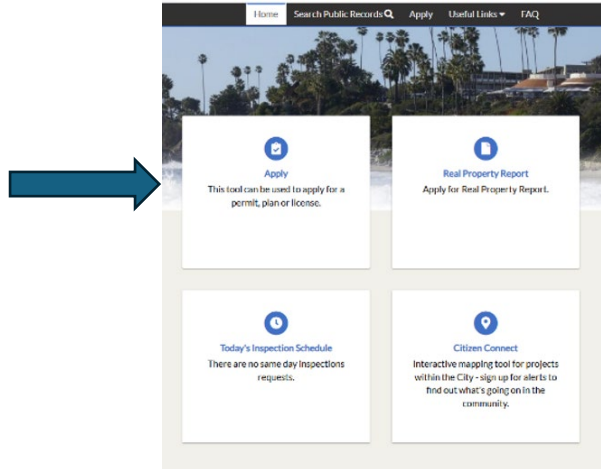 Home Search Public Records Apply Useful Links FAQ
Apply
This tool can be used to apply for a
permit, plan or license.
Real Property Report
Apply for Real Property Report.
Today's Inspection Schedule
There are no same day inspections
requests.
Citizen Connect
Interactive mapping tool for projects
within the City - sign up for alerts to
find out what's going on in the
community.